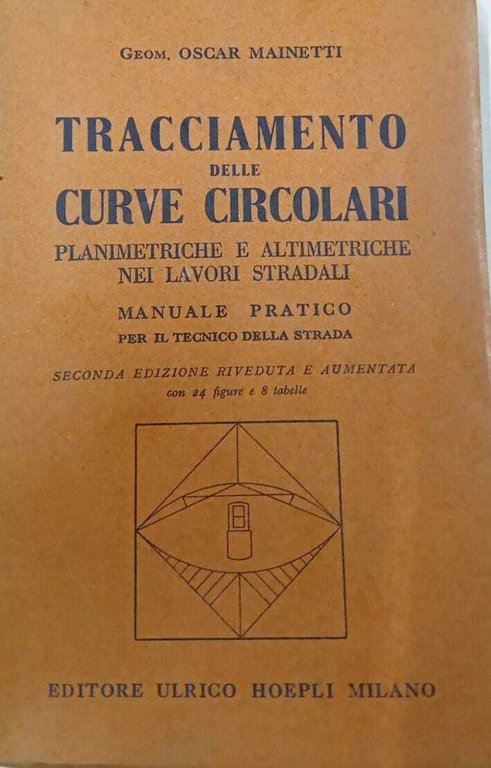 Geom. OSCAR MAINETTI
TRACCIAMENTO
DELLE
CURVE CIRCOLARI
PLANIMETRICHE E ALTIMETRICHE
NEI LAVORI STRADALI
MANUALE PRATICO
PER IL TECNICO DELLA STRADA
SECONDA EDIZIONE RIVEDUTA E AUMENTATA
con 24 figure e 8 tabelle
EDITORE ULRICO HOEPLI MILANO